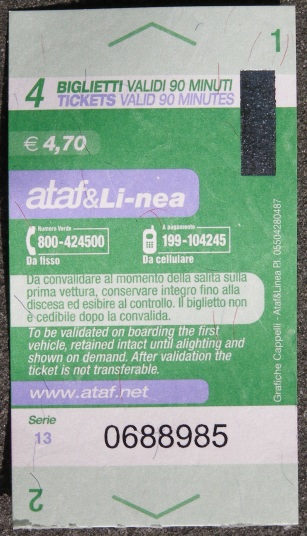 1
4 BIGLIETTI VALIDI 90 MINUTI
TICKETS VALID 90 MINUTES
€ 4,70
ataf&Li-nea
Numero Verde
800-424500
Da fisso
A pagamento
199-104245
Da cellulare
Da convalidare al momento della salita sulla
prima vettura, conservare integro fino alla
discesa ed esibire al controllo. Il biglietto non
è cedibile dopo la convalida.
To be validated on boarding the first
vehicle, retained intact until alighting and
shown on demand. After validation the
ticket is not transferable.
www.ataf.net
Grafiche Cappelli - Ataf&Linea BI. 05504280487
Serie
13
0688985
2